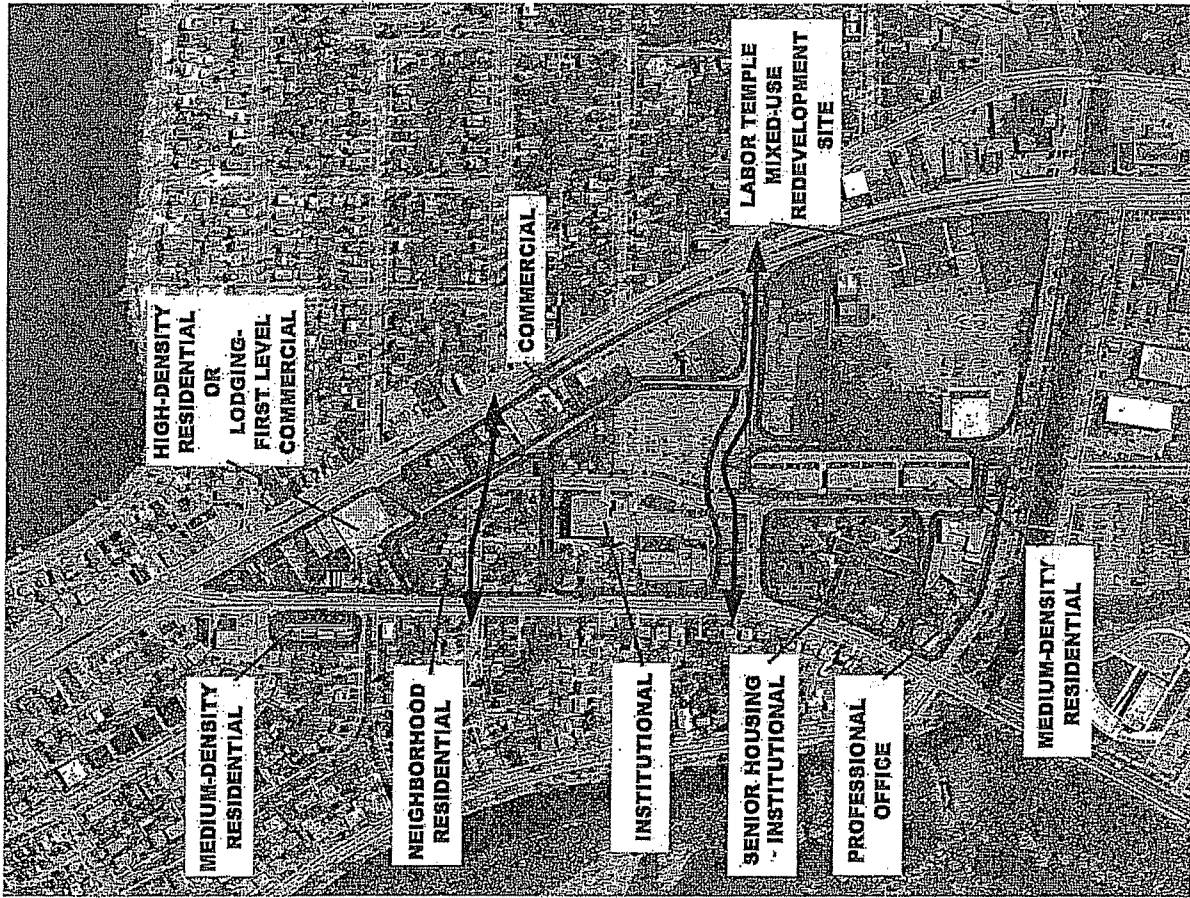 HIGH-DENSITY
RESIDENTIAL
OR
LODGING-
FIRST LEVEL
COMMERCIAL
COMMERCIAL
LABOR TEMPLE
MIXED-USE
REDEVELOPMENT
SITE
MEDIUM-DENSITY
RESIDENTIAL
NEIGHBORHOOD
RESIDENTIAL
INSTITUTIONAL
SENIOR HOUSING
- INSTITUTIONAL
PROFESSIONAL
OFFICE
MEDIUM-DENSITY
RESIDENTIAL